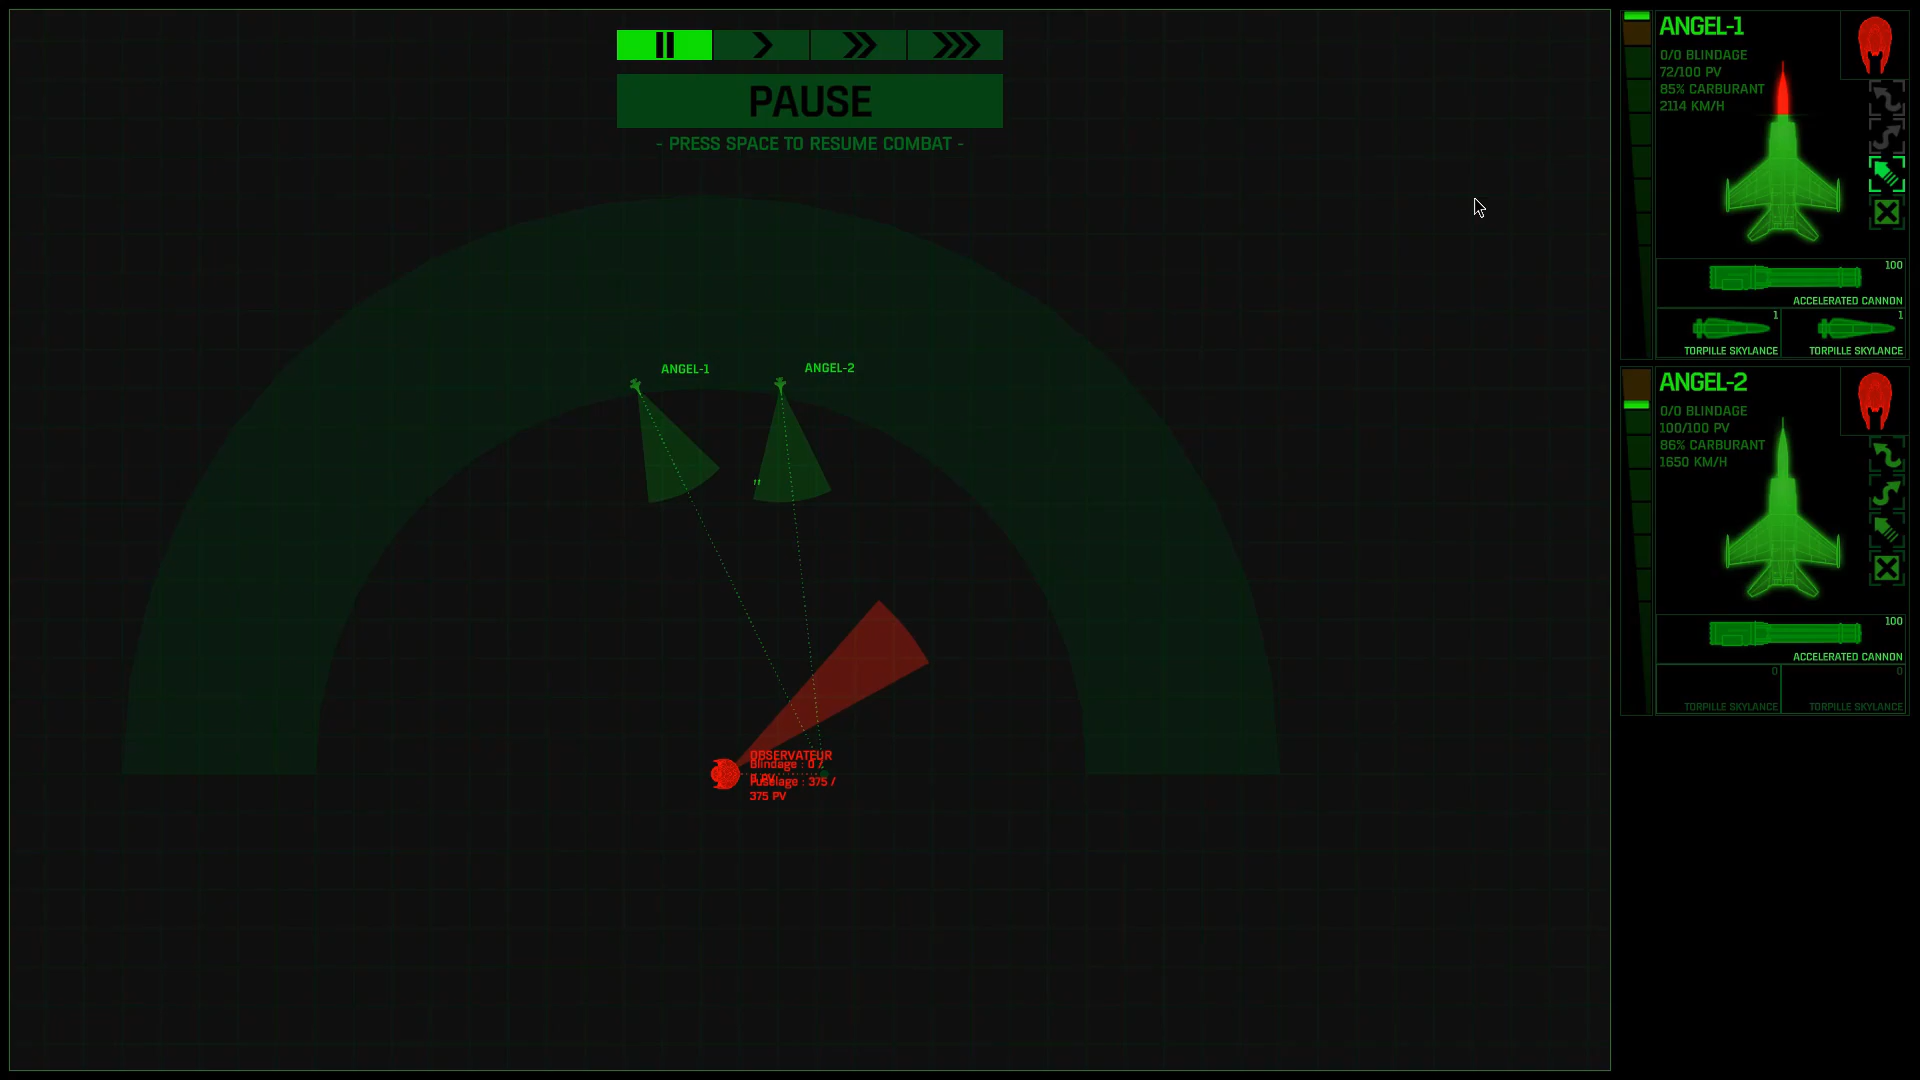 PAUSE
- PRESS SPACE TO RESUME COMBAT -
ANGEL-1
ANGEL-2
OBSERVATEUR
Blindage : 0 /
0 PV
Fuselage : 375 /
375 PV
ANGEL-1
0/0 BLINDAGE
72/100 PV
85% CARBURANT
2114 KM/H
100
ACCELERATED CANNON
1
TORPILLE SKYLANCE
1
TORPILLE SKYLANCE
ANGEL-2
0/0 BLINDAGE
100/100 PV
86% CARBURANT
1650 KM/H
100
ACCELERATED CANNON
0
TORPILLE SKYLANCE
0
TORPILLE SKYLANCE